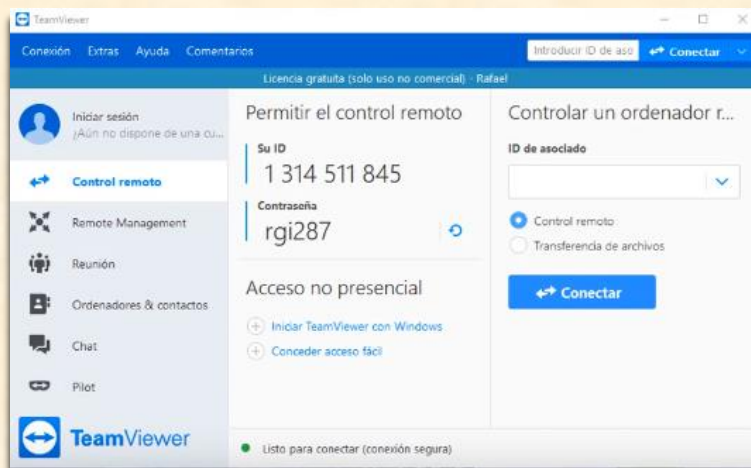 TeamViewer
Conexión Extras Ayuda Comentarios
Introducir ID de aso
Conectar
Licencia gratuita (solo uso no comercial) - Rafael
Iniciar sesión
¿Aún no dispone de una cu...
Control remoto
Remote Management
Reunión
Ordenadores & contactos
Chat
Pilot
TeamViewer
Permitir el control remoto
Su ID
1 314 511 845
Contraseña
rgi287
Acceso no presencial
Iniciar TeamViewer con Windows
Conceder acceso fácil
Controlar un ordenador r...
ID de asociado
Control remoto
Transferencia de archivos
Conectar
Listo para conectar (conexión segura)